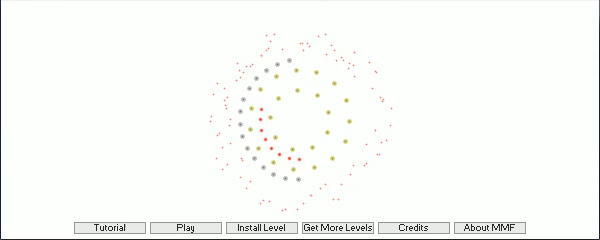 Tutorial
Play
Install Level
Get More Levels
Credits
About MMF